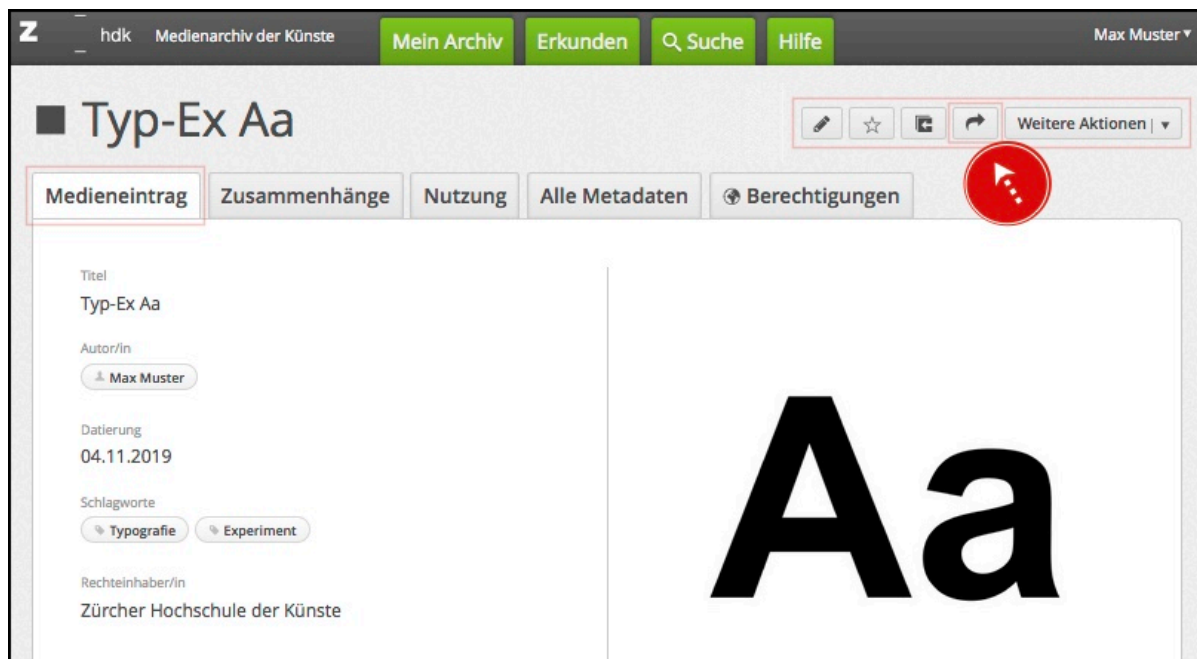 Z hdk Medienarchiv der Künste Mein Archiv Erkunden Suche Hilfe Max Muster
Typ-Ex Aa
Weitere Aktionen
Medieneintrag Zusammenhänge Nutzung Alle Metadaten Berechtigungen
Titel
Typ-Ex Aa
Autor/in
Max Muster
Datierung
04.11.2019
Schlagworte
Typografie Experiment
Rechteinhaber/in
Zürcher Hochschule der Künste
Aa